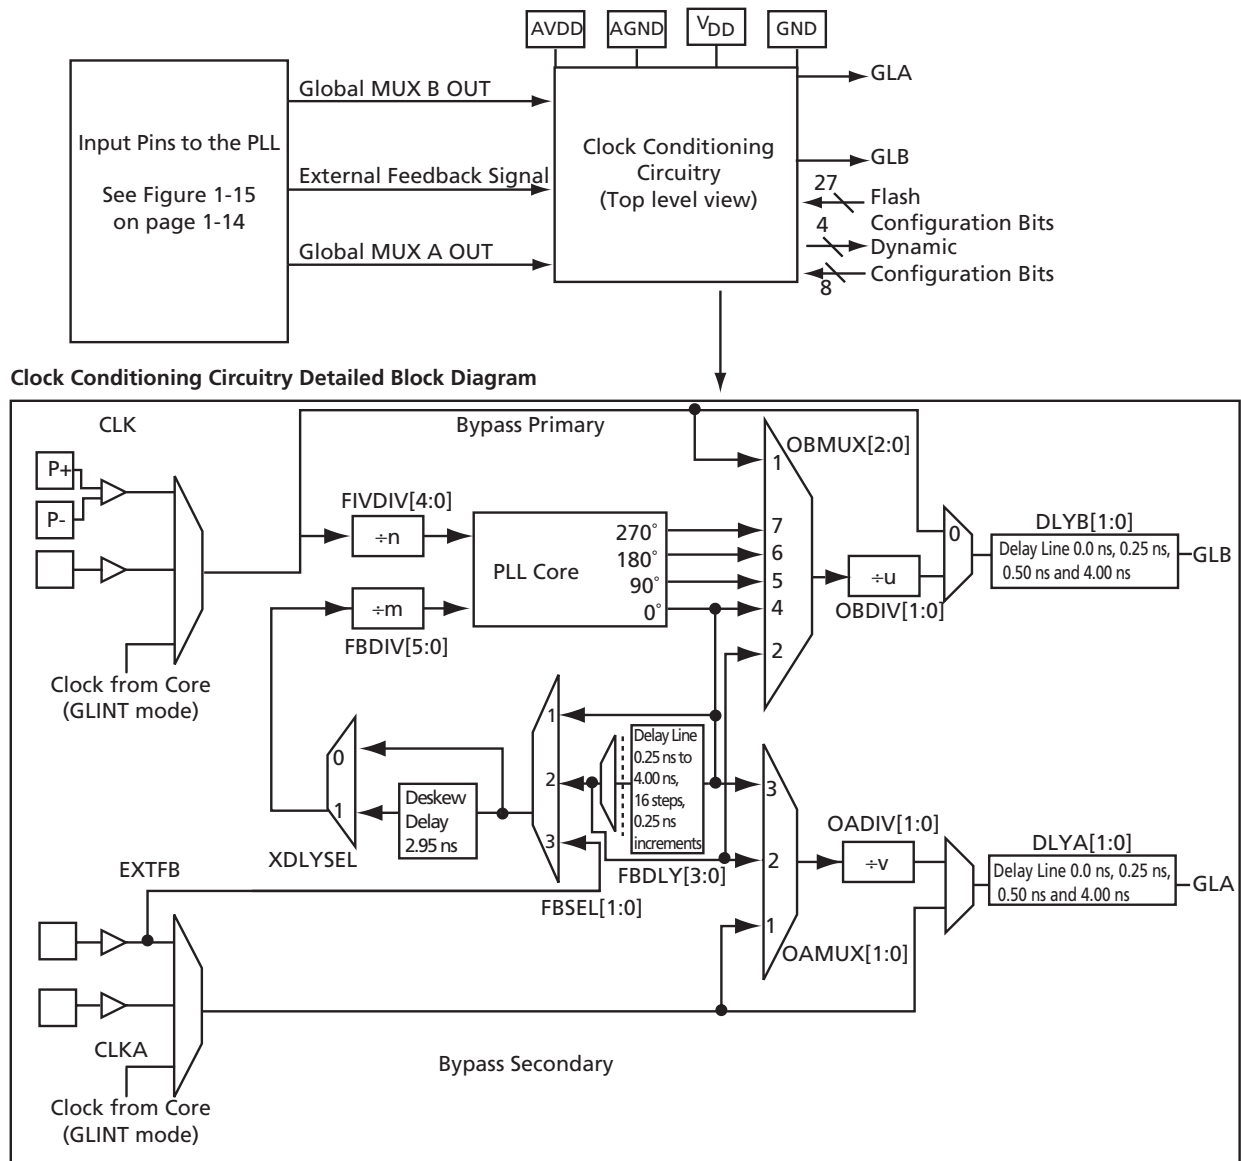 AVDD
AGND
VDD
GND
Input Pins to the PLL
See Figure 1-15
on page 1-14
Global MUX B OUT
External Feedback Signal
Global MUX A OUT
Clock Conditioning
Circuitry
(Top level view)
GLA
GLB
27
Flash
Configuration Bits
4
Dynamic
Configuration Bits
8
Clock Conditioning Circuitry Detailed Block Diagram
CLK
Bypass Primary
P+
P-
Clock from Core
(GLINT mode)
FIVDIV[4:0]
÷n
÷m
FBDIV[5:0]
PLL Core
270°
180°
90°
0°
OBMUX[2:0]
1
7
6
5
4
2
÷u
OBDIV[1:0]
0
DLYB[1:0]
Delay Line 0.0 ns, 0.25 ns,
0.50 ns and 4.00 ns
GLB
0
1
XDLYSEL
Deskew
Delay
2.95 ns
1
2
3
FBSEL[1:0]
Delay Line
0.25 ns to
4.00 ns,
16 steps,
0.25 ns
increments
FBDLY[3:0]
3
2
1
OAMUX[1:0]
OADIV[1:0]
÷v
DLYA[1:0]
Delay Line 0.0 ns, 0.25 ns,
0.50 ns and 4.00 ns
GLA
EXTFB
CLKA
Clock from Core
(GLINT mode)
Bypass Secondary